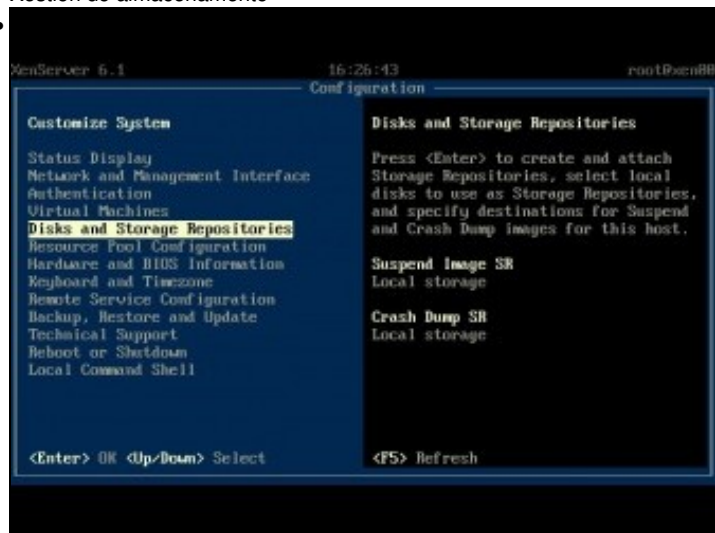 XenServer 6.1 16:26:43 root@xen00
Configuration
Customize System
Status Display
Network and Management Interface
Authentication
Virtual Machines
Disks and Storage Repositories
Resource Pool Configuration
Hardware and BIOS Information
Keyboard and Timezone
Remote Service Configuration
Backup, Restore and Update
Technical Support
Reboot or Shutdown
Local Command Shell
<Enter> OK <Up/Down> Select
Disks and Storage Repositories
Press <Enter> to create and attach
Storage Repositories, select local
disks to use as Storage Repositories,
and specify destinations for Suspend
and Crash Dump images for this host.
Suspend Image SR
Local storage
Crash Dump SR
Local storage
<F5> Refresh